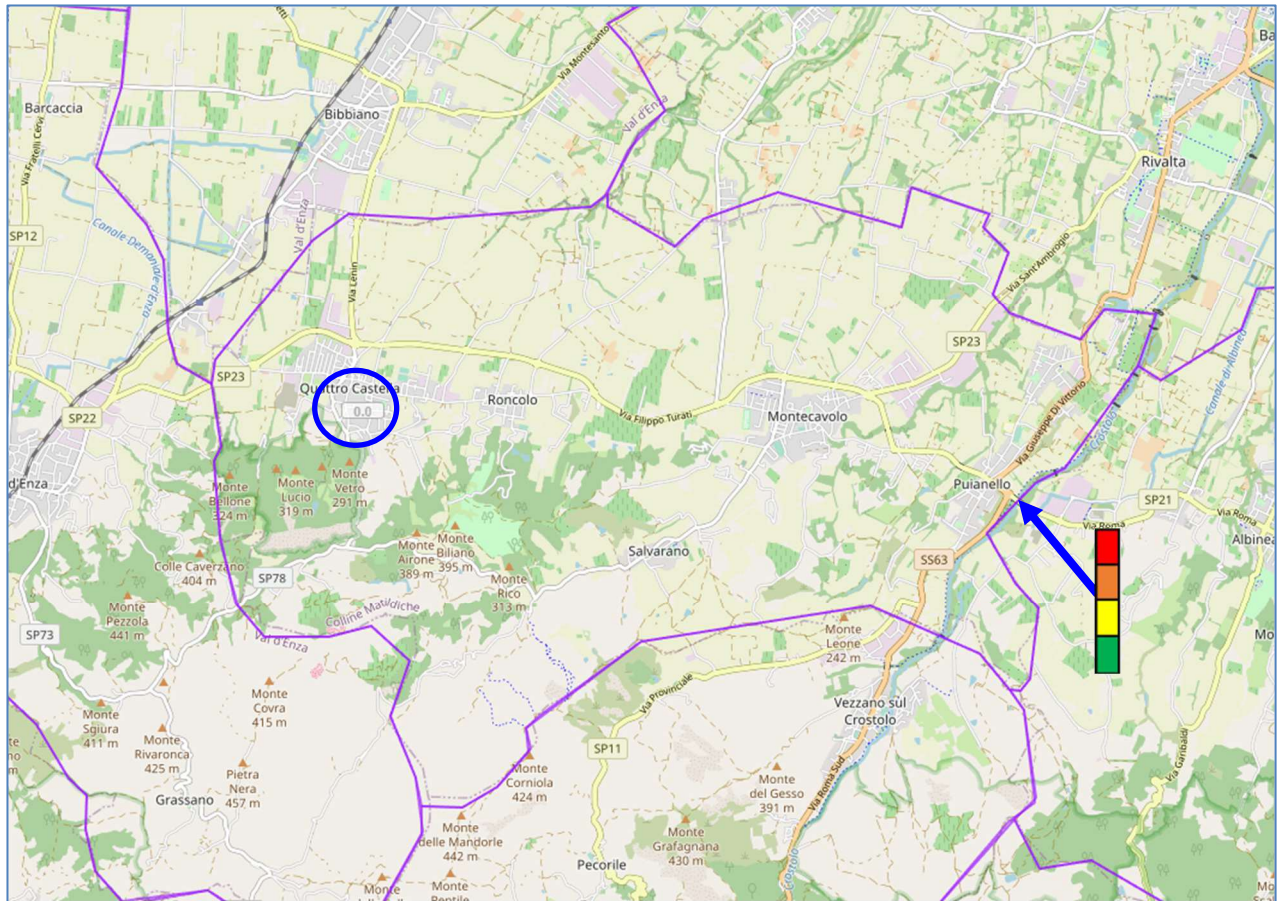 Barcaccia
Bibbiano
Via Montesanto
Val d'Enza
Via Fratelli Cervi
Rivalta
SP12
Canale Demaniale d'Enza
Val d'Enza
Via Lenin
Via Sant'Ambrogio
SP23
SP23
Quattro Castella
0.0
Roncolo
Via Filippo Turati
Montecavolo
SP22
d'Enza
Via Giuseppe Di Vittorio
Crostolo
Canale di Albinea
Monte
Bellone
324 m
Monte
Lucio
319 m
Monte
Vetro
291 m
Puianello
SP21
Via Roma
Via Roma
Albinea
Monte
Airone
389 m
Monte
Biliano
395 m
Salvarano
SS63
Colle Caverzano
404 m
SP78
Monte
Rico
313 m
Monte
Pezzola
441 m
Colline Matildiche
Val d'Enza
SP73
Monte
Leone
242 m
Monte
Covra
415 m
Via Provinciale
Vezzano sul
Crostolo
Monte
Sgiura
411 m
Monte
Rivaronca
425 m
SP11
Via Garibaldi
Pietra
Nera
457 m
Monte
Corniola
424 m
Monte
del Gesso
391 m
Via Roma Sud
Grassano
Monte
delle Mandorle
442 m
Monte
Grafagnana
430 m
Pecorile
Crostolo
Monte
Monte